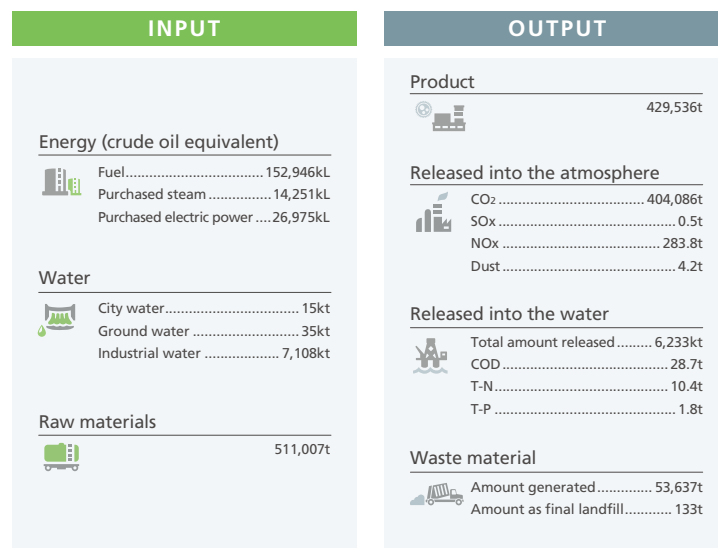 INPUT
Energy (crude oil equivalent)
Fuel................................152,946kL
Purchased steam ...............14,251kL
Purchased electric power ....26,975kL
Water
City water............................... 15kt
Ground water .........................35kt
Industrial water .................. 7,108kt
Raw materials
511,007t
OUTPUT
Product
429,536t
Released into the atmosphere
CO2 .................................. 404,086t
SOx ......................................... 0.5t
NOx ..................................... 283.8t
Dust ........................................ 4.2t
Released into the water
Total amount released ......... 6,233kt
COD ....................................... 28.7t
T-N ........................................ 10.4t
T-P .......................................... 1.8t
Waste material
Amount generated ............. 53,637t
Amount as final landfill ........... 133t